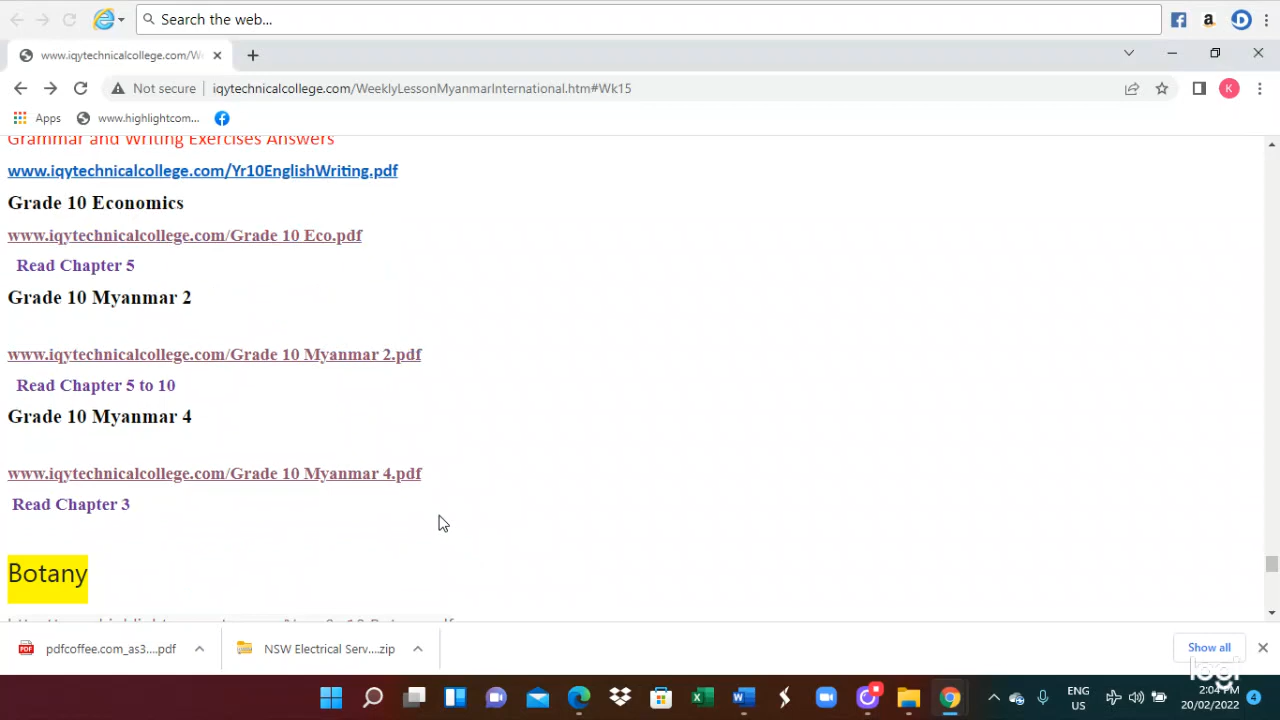 Search the web...
www.iqytechnicalcollege.com/W
Not secure
iqytechnicalcollege.com/WeeklyLessonMyanmarInternational.htm#Wk15
K
Apps
www.highlightcom...
Grammar and Writing Exercises Answers
www.iqytechnicalcollege.com/Yr10EnglishWriting.pdf
Grade 10 Economics
www.iqytechnicalcollege.com/Grade 10 Eco.pdf
Read Chapter 5
Grade 10 Myanmar 2
www.iqytechnicalcollege.com/Grade 10 Myanmar 2.pdf
Read Chapter 5 to 10
Grade 10 Myanmar 4
www.iqytechnicalcollege.com/Grade 10 Myanmar 4.pdf
Read Chapter 3
Botany
pdfcoffee.com_as3....pdf
NSW Electrical Serv....zip
Show all
logi
ENG
US
2:04 PM
20/02/2022
4